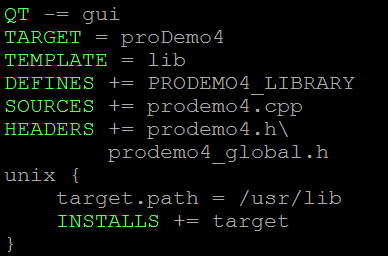 QT -= gui
TARGET = proDemo4
TEMPLATE = lib
DEFINES += PRODEMO4_LIBRARY
SOURCES += prodemo4.cpp
HEADERS += prodemo4.h\
        prodemo4_global.h
unix {
    target.path = /usr/lib
    INSTALLS += target
}